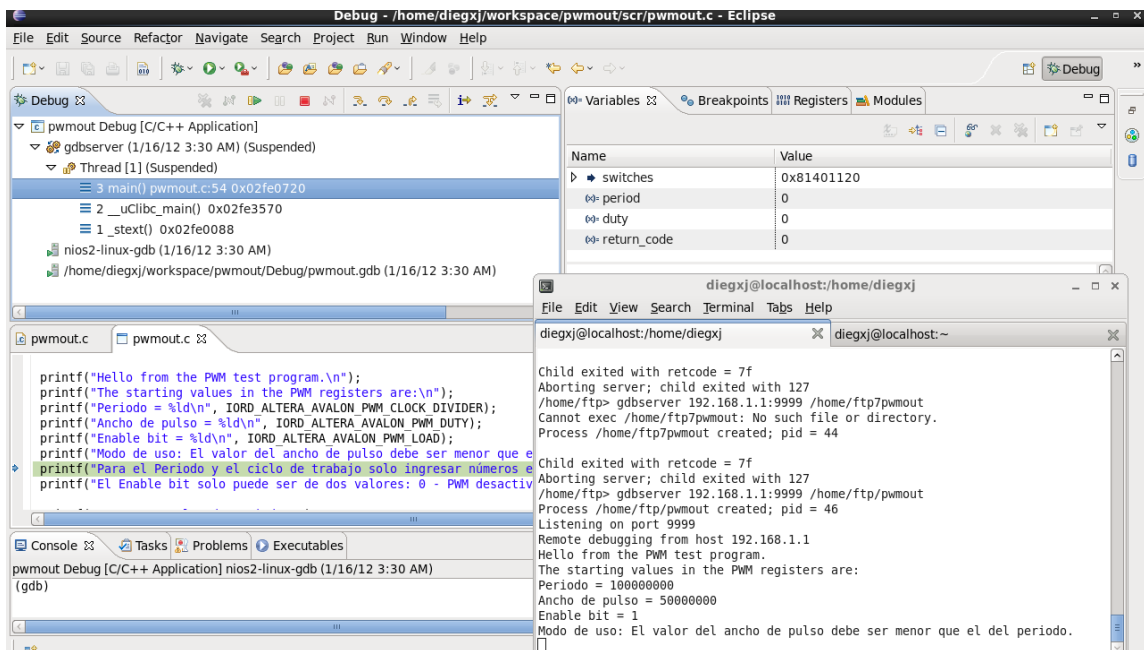 Debug - /home/diegxj/workspace/pwmout/scr/pwmout.c - Eclipse
File Edit Source Refactor Navigate Search Project Run Window Help
Debug
»
Debug
pwmout Debug [C/C++ Application]
gdbserver (1/16/12 3:30 AM) (Suspended)
Thread [1] (Suspended)
3 main() pwmout.c:54 0x02fe0720
2 __uClibc_main() 0x02fe3570
1 _stext() 0x02fe0088
nios2-linux-gdb (1/16/12 3:30 AM)
/home/diegxj/workspace/pwmout/Debug/pwmout.gdb (1/16/12 3:30 AM)
Variables Breakpoints Registers Modules
Name Value
switches 0x81401120
period 0
duty 0
return_code 0
pwmout.c pwmout.c
printf("Hello from the PWM test program.\n");
printf("The starting values in the PWM registers are:\n");
printf("Periodo = %ld\n", IORD_ALTERA_AVALON_PWM_CLOCK_DIVIDER);
printf("Ancho de pulso = %ld\n", IORD_ALTERA_AVALON_PWM_DUTY);
printf("Enable bit = %ld\n", IORD_ALTERA_AVALON_PWM_LOAD);
printf("Modo de uso: El valor del ancho de pulso debe ser menor que e
printf("Para el Periodo y el ciclo de trabajo solo ingresar números e
printf("El Enable bit solo puede ser de dos valores: 0 - PWM desactiv
Console Tasks Problems Executables
pwmout Debug [C/C++ Application] nios2-linux-gdb (1/16/12 3:30 AM)
(gdb)
diegxj@localhost:/home/diegxj
File Edit View Search Terminal Tabs Help
diegxj@localhost:/home/diegxj diegxj@localhost:~
Child exited with retcode = 7f
Aborting server; child exited with 127
/home/ftp> gdbserver 192.168.1.1:9999 /home/ftp7pwmout
Cannot exec /home/ftp7pwmout: No such file or directory.
Process /home/ftp7pwmout created; pid = 44
Child exited with retcode = 7f
Aborting server; child exited with 127
/home/ftp> gdbserver 192.168.1.1:9999 /home/ftp/pwmout
Process /home/ftp/pwmout created; pid = 46
Listening on port 9999
Remote debugging from host 192.168.1.1
Hello from the PWM test program.
The starting values in the PWM registers are:
Periodo = 100000000
Ancho de pulso = 50000000
Enable bit = 1
Modo de uso: El valor del ancho de pulso debe ser menor que el del periodo.